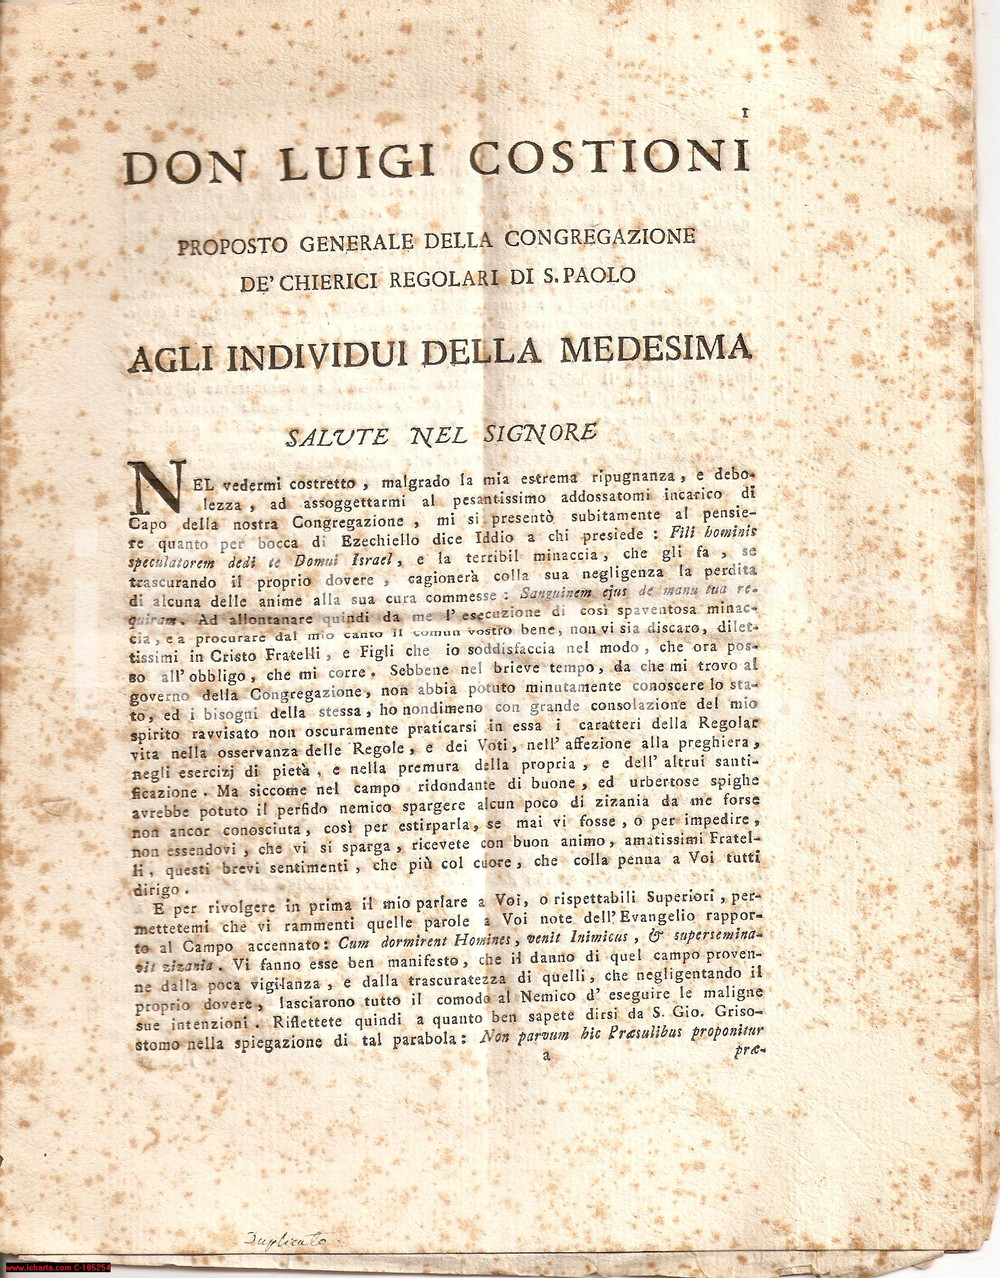 1
DON LUIGI COSTIONI
PROPOSTO GENERALE DELLA CONGREGAZIONE
DE' CHIERICI REGOLARI DI S. PAOLO
AGLI INDIVIDUI DELLA MEDESIMA
SALUTE NEL SIGNORE
NEL vedermi costretto, malgrado la mia estrema ripugnanza, e debo-
lezza, ad assoggettarmi al pesantissimo addossatomi incarico di
Capo della nostra Congregazione, mi si presentò subitamente al pensie-
re quanto per bocca di Ezechiello dice Iddio a chi presiede: Fili hominis
speculatorem dedi te Domui Israel, e la terribil minaccia, che gli fa, se
trascurando il proprio dovere, cagionerà colla sua negligenza la perdita
di alcuna delle anime alla sua cura commesse: Sanguinem ejus de manu tua re-
quiram. Ad allontanare quindi da me l'esecuzione di così spaventosa minac-
cia, e a procurare dal mio canto il comun vostro bene, non vi sia discaro, dilet-
tissimi in Cristo Fratelli, e Figli che io soddisfaccia nel modo, che ora pos-
so all'obbligo, che mi corre. Sebbene nel brieve tempo, da che mi trovo al
governo della Congregazione, non abbia potuto minutamente conoscere lo sta-
to, ed i bisogni della stessa, ho nondimeno con grande consolazione del mio
spirito ravvisato non oscuramente praticarsi in essa i caratteri della Regolar
vita nella osservanza delle Regole, e dei Voti, nell'affezione alla preghiera,
negli esercizj di pietà, e nella premura della propria, e dell'altrui santi-
ficazione. Ma siccome nel campo ridondante di buone, ed urbertose spighe
avrebbe potuto il perfido nemico spargere alcun poco di zizania da me forse
non ancor conosciuta, così per estirparla, se mai vi fosse, o per impedire,
non essendovi, che vi si sparga, ricevete con buon animo, amatissimi Fratel-
li, questi brevi sentimenti, che più col cuore, che colla penna a Voi tutti
dirigo.
E per rivolgere in prima il mio parlare a Voi, o rispettabili Superiori, per-
mettetemi che vi rammenti quelle parole a Voi note dell'Evangelio rappor-
to al Campo accennato: Cum dormirent Homines, venit Inimicus, & supersemina-
vit zizania. Vi fanno esse ben manifesto, che il danno di quel campo proven-
ne dalla poca vigilanza, e dalla trascuratezza di quelli, che negligentando il
proprio dovere, lasciarono tutto il comodo al Nemico d'eseguire le maligne
sue intenzioni. Riflettete quindi a quanto ben sapete dirsi da S. Gio. Griso-
stomo nella spiegazione di tal parabola: Non parvum hic Præsulibus proponitur
a
præ-
Duplicato
www.icharta.com C-105254